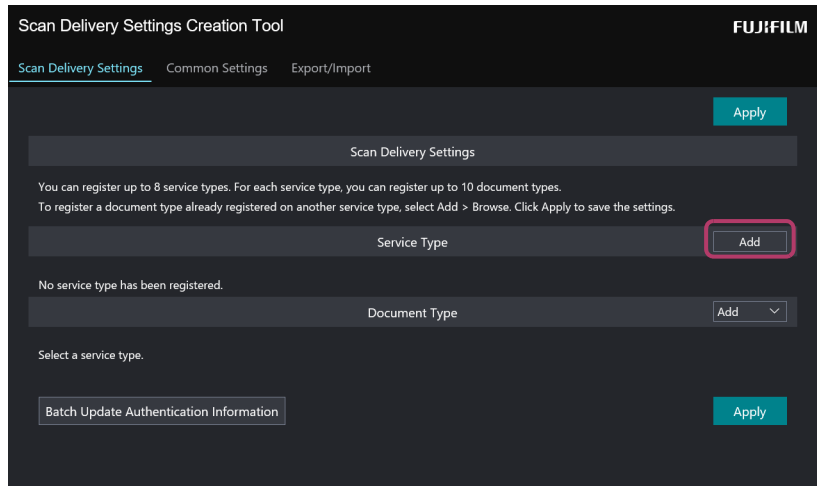 Scan Delivery Settings Creation Tool
FUJIFILM
Scan Delivery Settings Common Settings Export/Import
Apply
Scan Delivery Settings
You can register up to 8 service types. For each service type, you can register up to 10 document types.
To register a document type already registered on another service type, select Add > Browse. Click Apply to save the settings.
Service Type Add
No service type has been registered.
Document Type Add
Select a service type.
Batch Update Authentication Information Apply